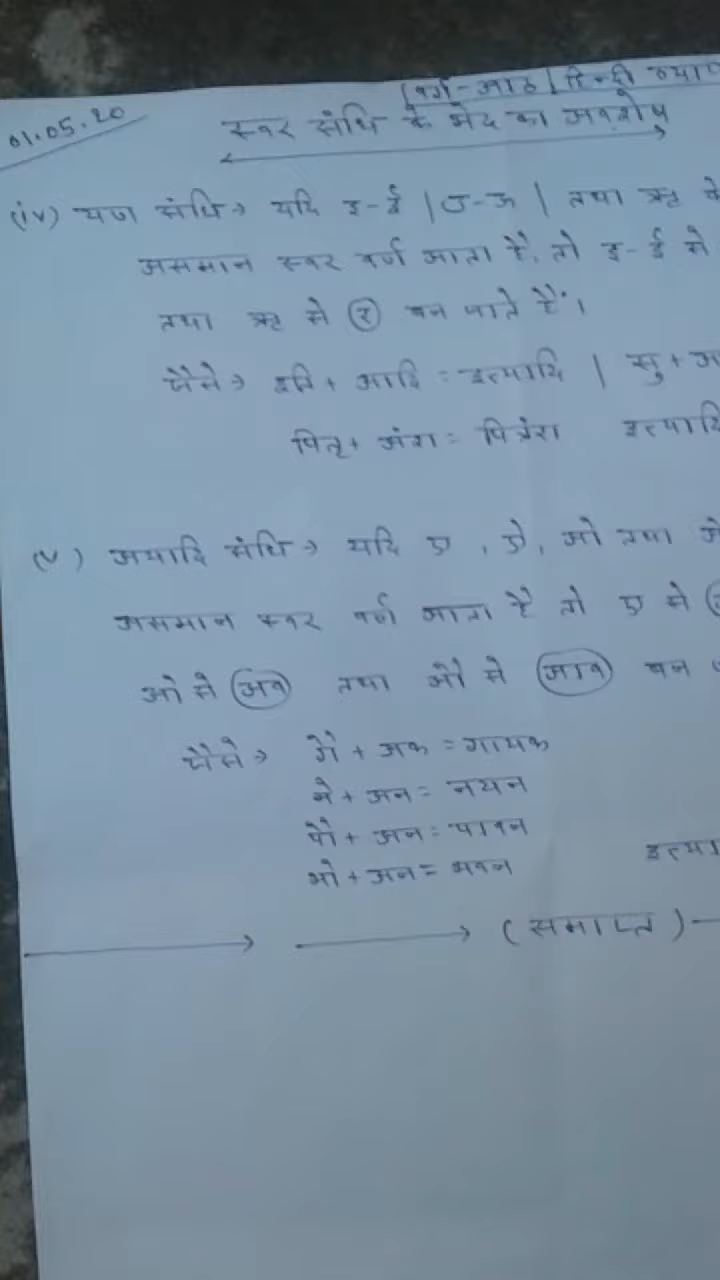 वर्ग-आठ | हिन्दी
01.05.20
स्वर संधि के भेद का अवशेष
(iv) यण संधि→ यदि इ-ई | उ-ऊ | तथा ऋ के
असमान स्वर वर्ण आता है, तो इ-ई से
तथा ऋ से र बन जाते हैं।
जैसे→ इति + आदि = इत्यादि | सु +
पितृ + अंश = पित्रंश इत्यादि
(v) अयादि संधि→ यदि ए, ऐ, ओ तथा
असमान स्वर वर्ण आता है तो ए से
ओ से अव तथा औ से आव बन
जैसे→ गै + अक = गायक
ने + अन = नयन
पौ + अन = पावन
भो + अन = भवन
(समाप्त)